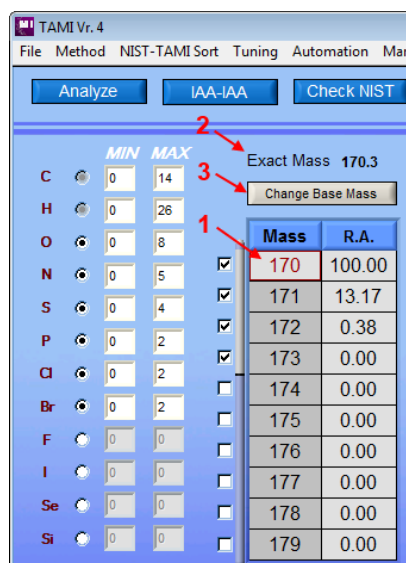 TAMI Vr. 4
File Method NIST-TAMI Sort Tuning Automation Mar
Analyze IAA-IAA Check NIST
2
MIN MAX
Exact Mass 170.3
3
Change Base Mass
C 0 14
H 0 26
1
Mass R.A.
O 0 8
170 100.00
N 0 5
171 13.17
S 0 4
172 0.38
P 0 2
173 0.00
Cl 0 2
174 0.00
Br 0 2
175 0.00
F 0 0
176 0.00
I 0 0
177 0.00
Se 0 0
178 0.00
Si 0 0
179 0.00